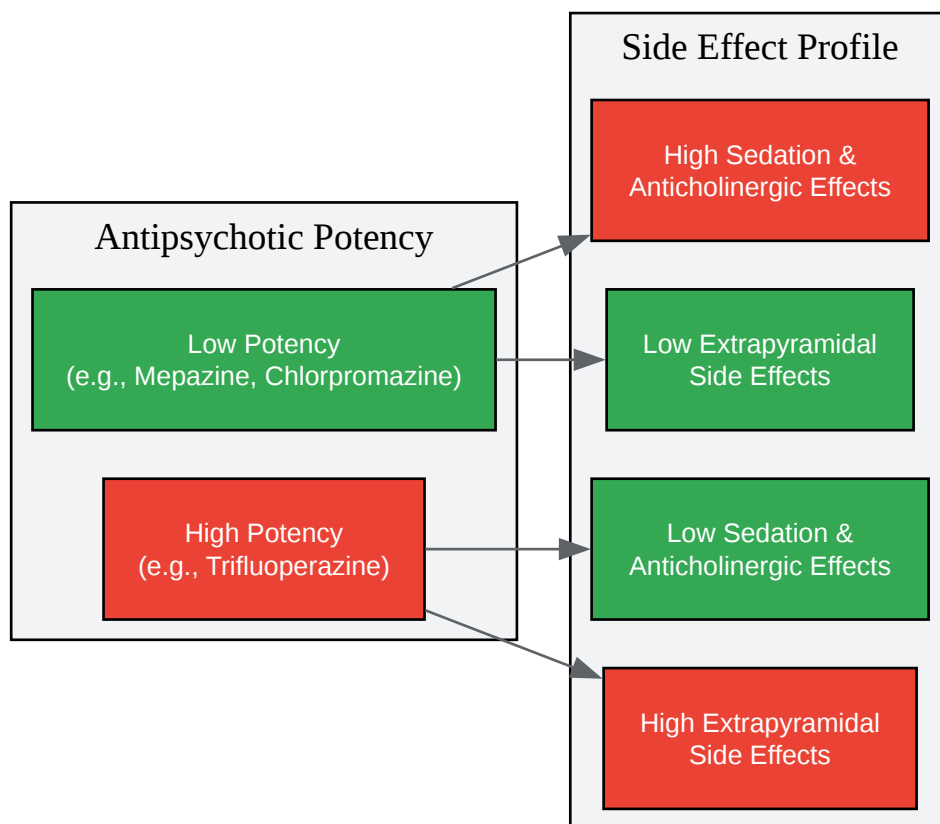 Antipsychotic Potency
Low Potency
(e.g., Mepazine, Chlorpromazine)
High Potency
(e.g., Trifluoperazine)
Side Effect Profile
High Sedation &
Anticholinergic Effects
Low Extrapyramidal
Side Effects
Low Sedation &
Anticholinergic Effects
High Extrapyramidal
Side Effects